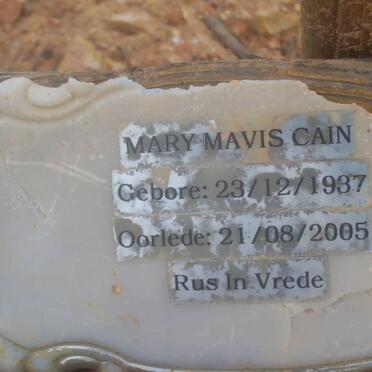 MARY MAVIS CAIN
Gebore: 23/12/1937
Oorlede: 21/08/2005
Rus In Vrede